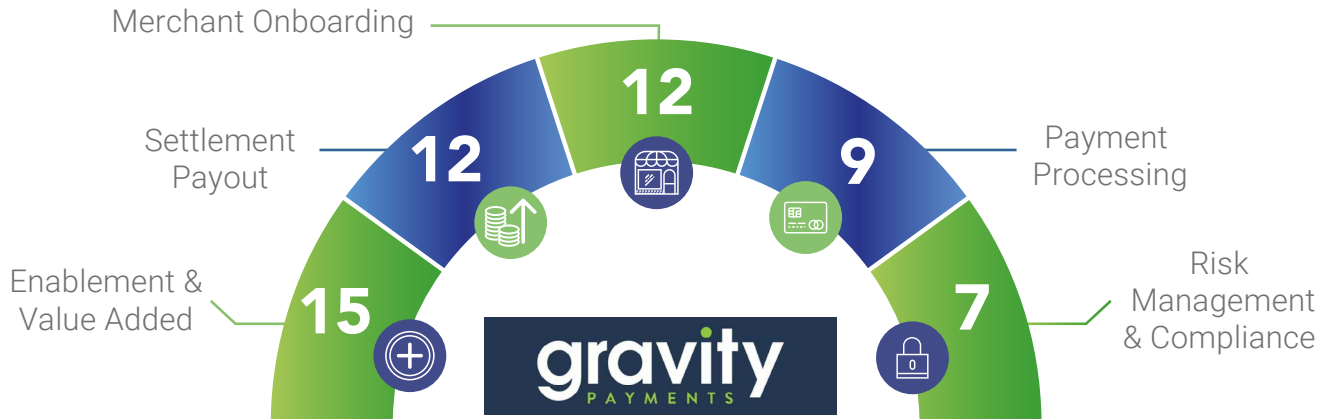 Merchant Onboarding
12
Settlement
Payout
12
9
Payment
Processing
Enablement &
Value Added
15
7
Risk
Management
& Compliance
0
gravity
PAYMENTS